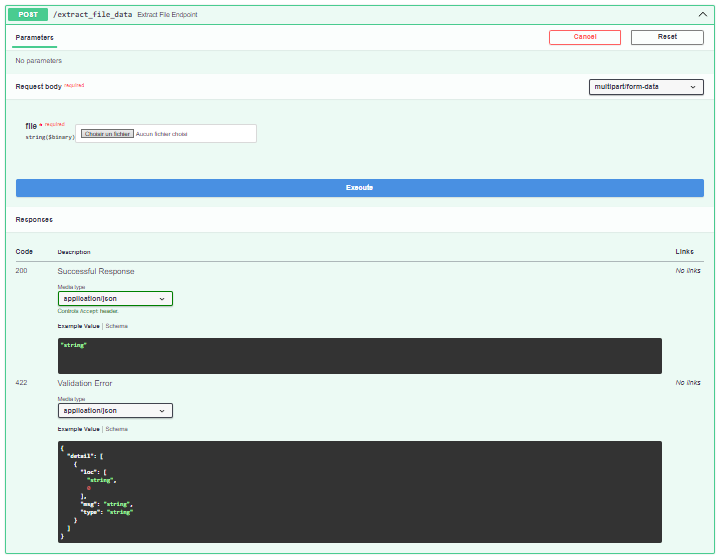 POST /extract_file_data Extract File Endpoint
Parameters Cancel Reset
No parameters
Request body required multipart/form-data
file * required
string($binary) Choisir un fichier Aucun fichier choisi
Execute
Responses
Code Description Links
200 Successful Response No links
Media type
application/json
Controls Accept header.
Example Value | Schema
"string"
422 Validation Error No links
Media type
application/json
Example Value | Schema
{
"detail": [
{
"loc": [
"string",
0
],
"msg": "string",
"type": "string"
}
]
}